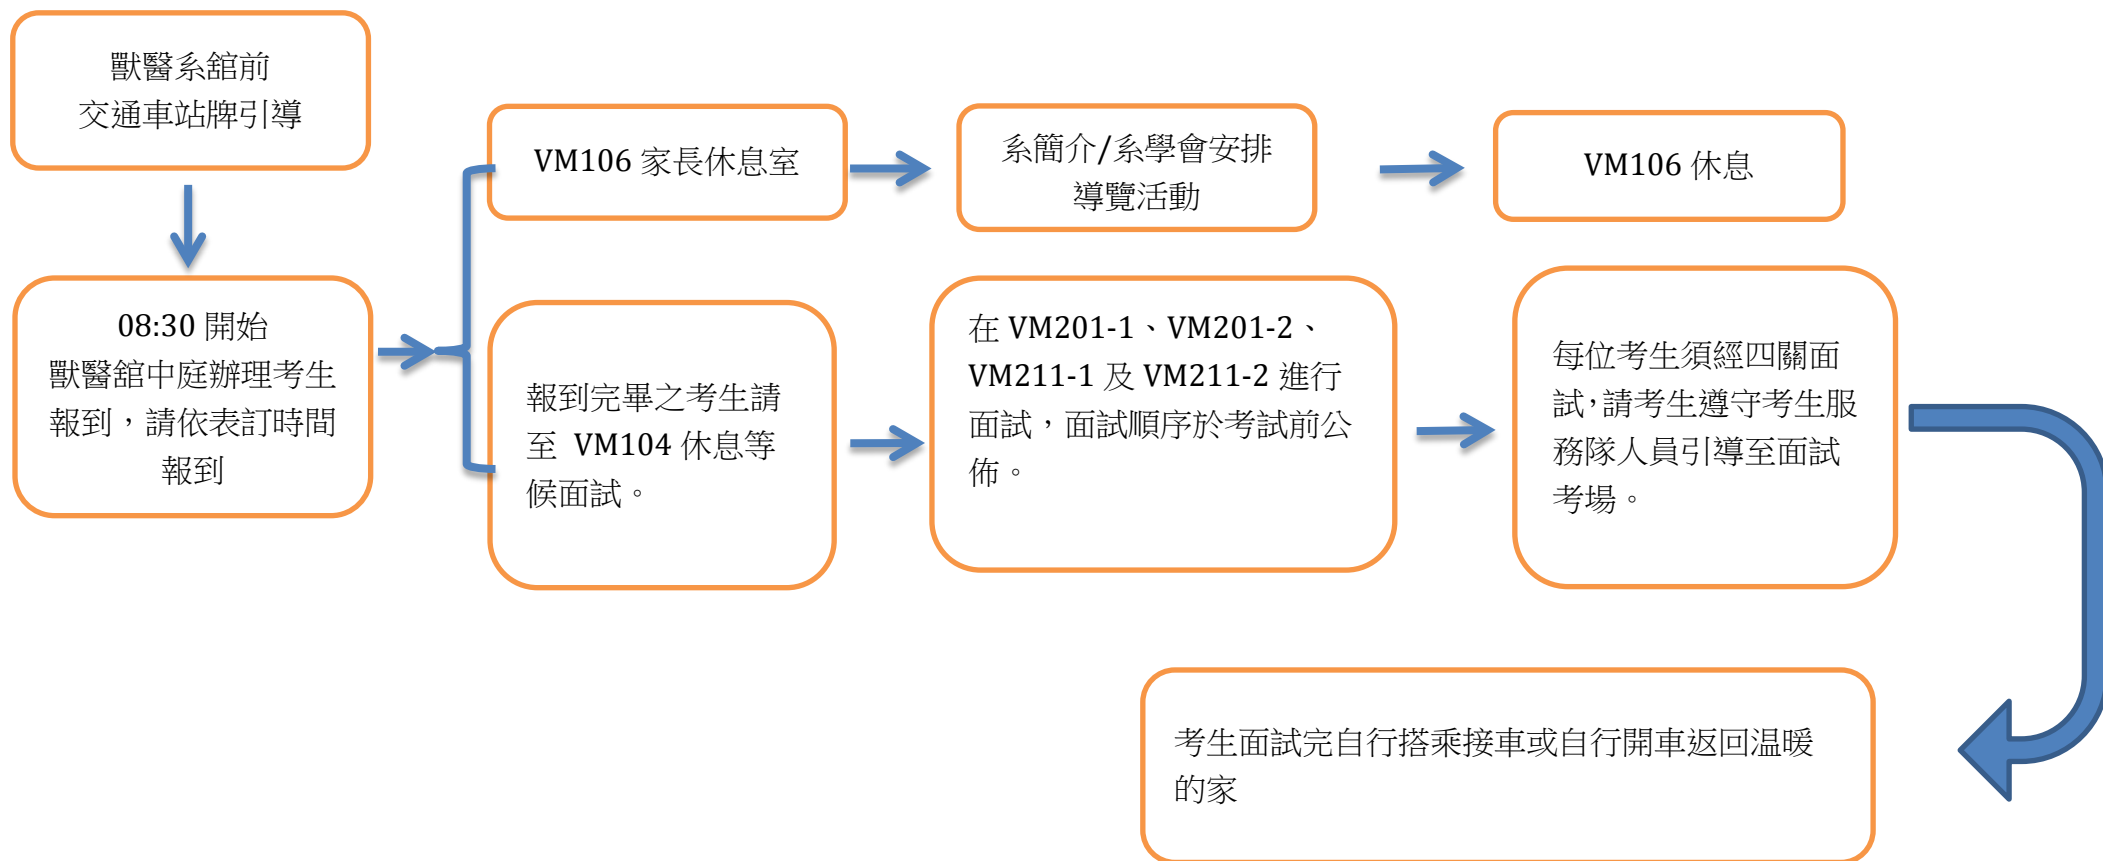 獸醫系舘前
交通車站牌引導
08:30 開始
獸醫舘中庭辦理考生
報到，請依表訂時間
報到
VM106 家長休息室
系簡介/系學會安排
導覽活動
VM106 休息
報到完畢之考生請
至 VM104 休息等
候面試。
在 VM201-1、VM201-2、
VM211-1 及 VM211-2 進行
面試，面試順序於考試前公
佈。
每位考生須經四關面
試，請考生遵守考生服
務隊人員引導至面試
考場。
考生面試完自行搭乘接車或自行開車返回温暖
的家